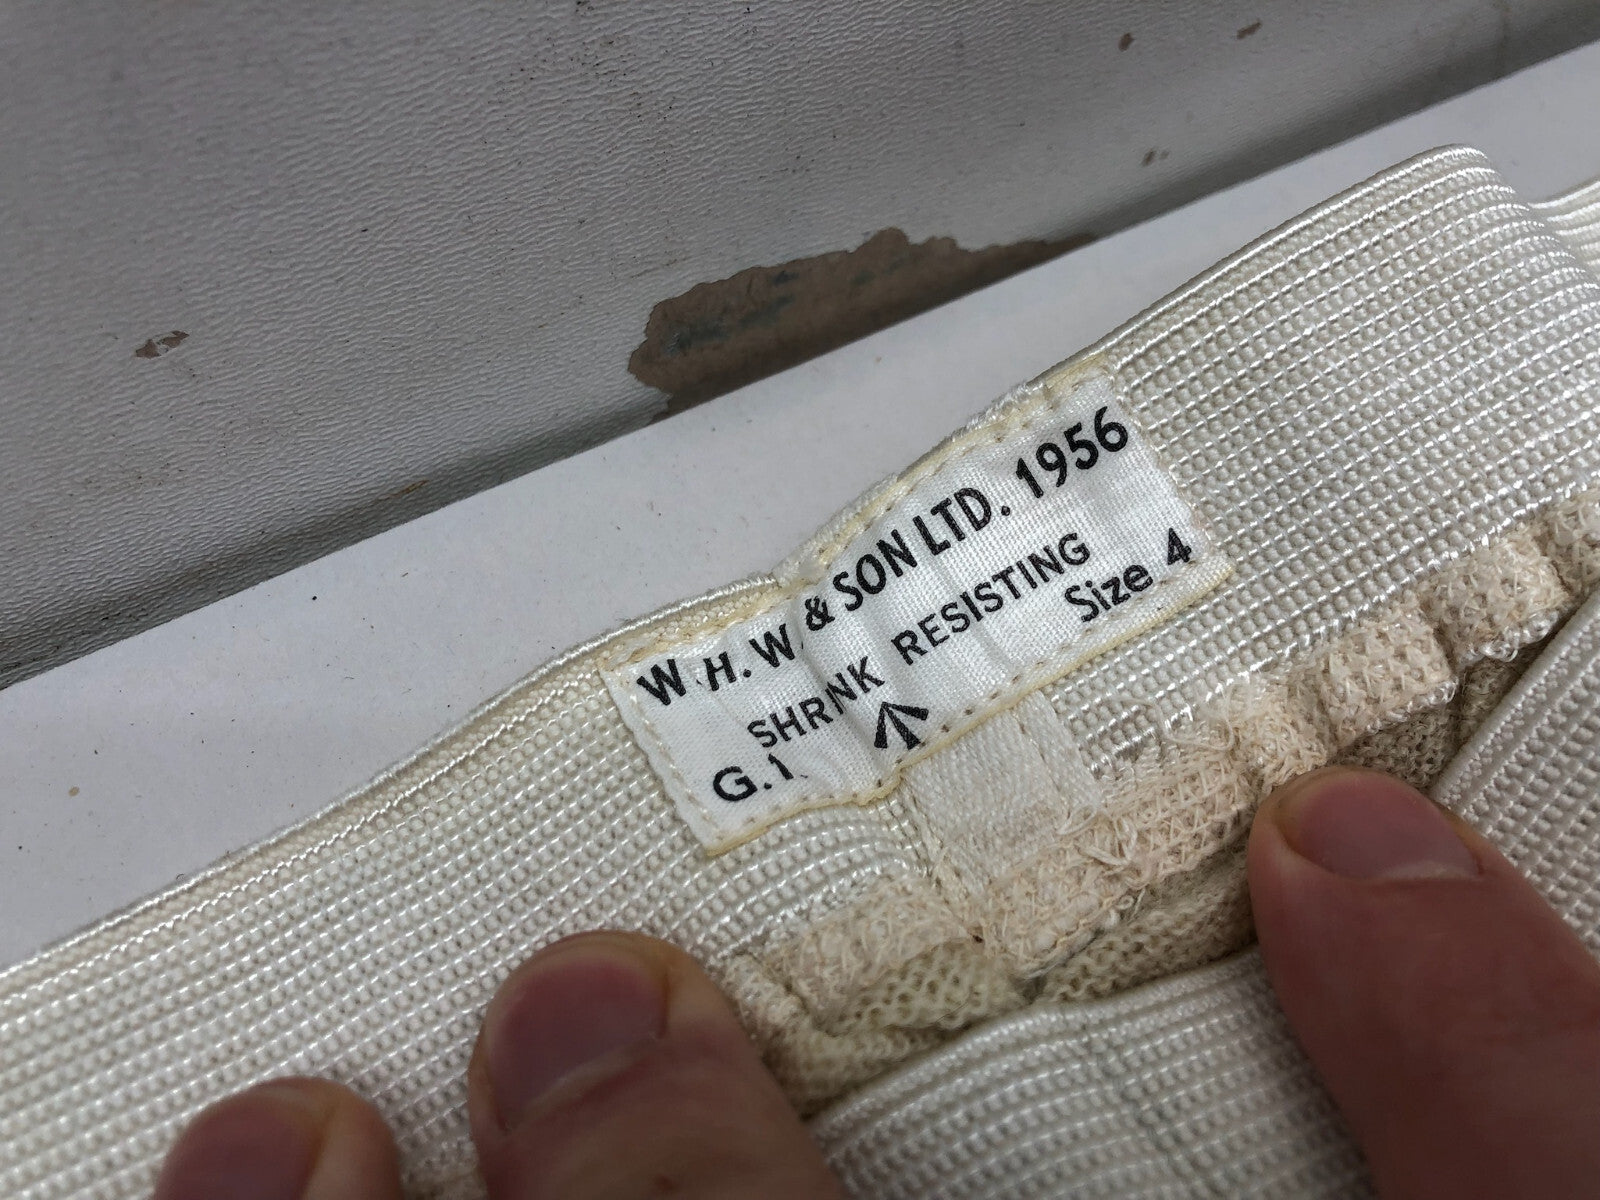 W.H.W. & SON LTD. 1956
SHRINK RESISTING
G.1. Size 4